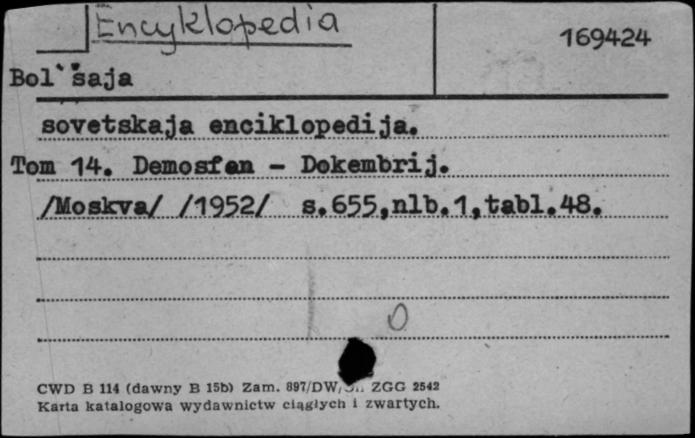 Encyklopedia
169424
Bol'šaja
sovetskaja enciklopedija.
Tom 14. Demosfen - Dokembrij.
/Moskva/ /1952/ s.655,nlb.1,tabl.48.
0
CWD B 114 (dawny B 15b) Zam. 897/DW/ ZGG 2542
Karta katalogowa wydawnictw ciągłych i zwartych.